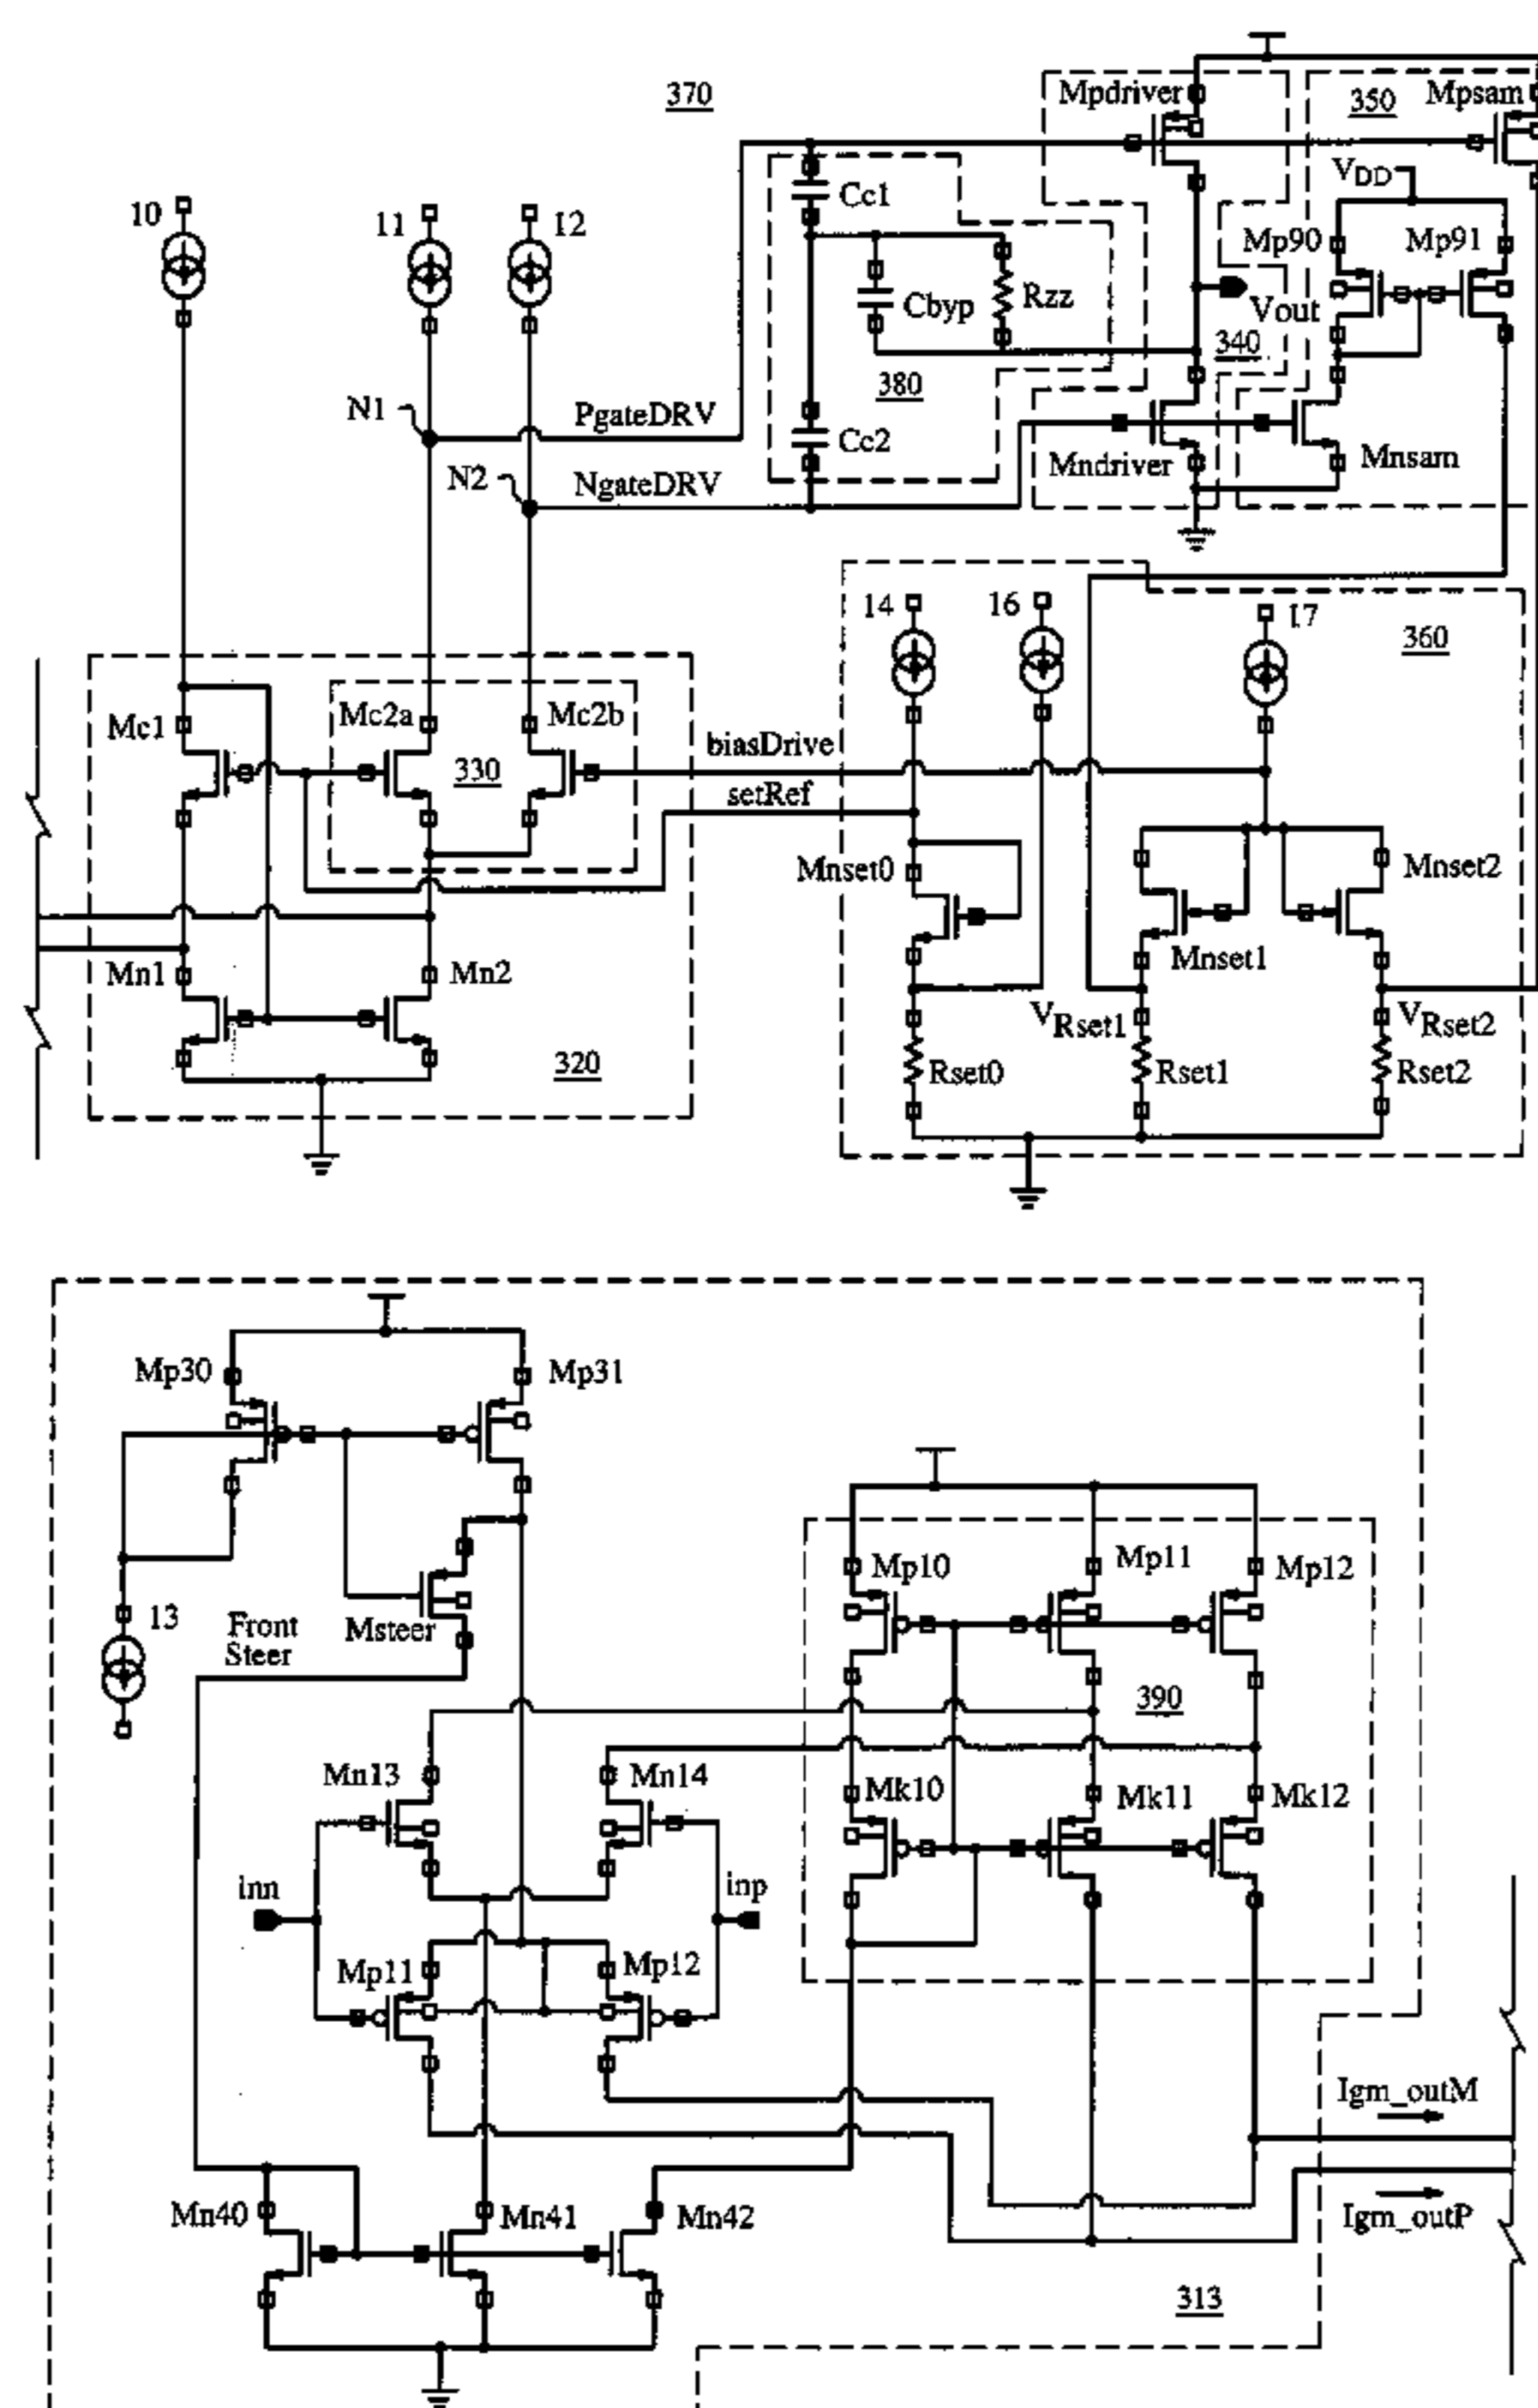 370
Mpdriver
350
Mpsam
10
11
12
Cc1
VDD
Mp90
Mp91
Cbyp
Rzz
Vout
340
N1
PgateDRV
380
Cc2
Mndriver
Mnsam
N2
NgateDRV
14
16
17
360
Mc1
Mc2a
Mc2b
330
biasDrive
setRef
Mnset0
Mnset2
Mnset1
Mn1
Mn2
VRset1
VRset2
320
Rset0
Rset1
Rset2
Mp30
Mp31
Mp10
Mp11
Mp12
13
Front
Steer
Msteer
390
Mn13
Mn14
Mk10
Mk11
Mk12
inn
inp
Mp11
Mp12
Igm_outM
Mn40
Mn41
Mn42
Igm_outP
313